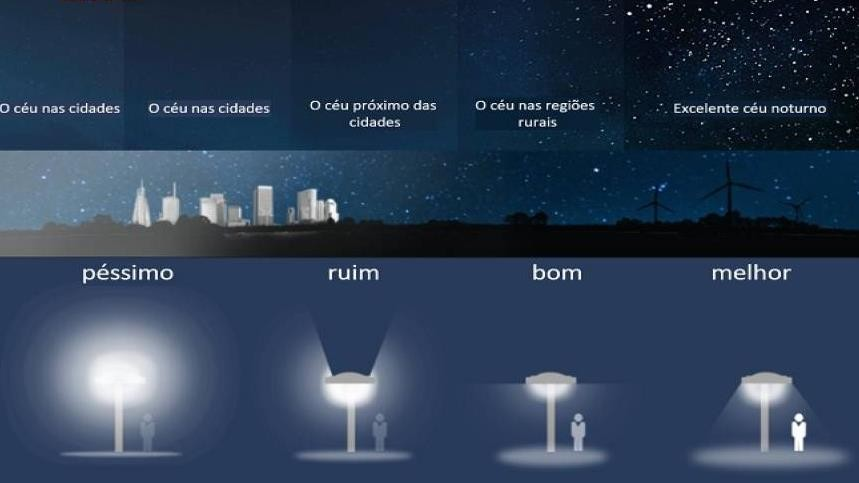 O céu nas cidades
O céu nas cidades
O céu próximo das
cidades
O céu nas regiões
rurais
Excelente céu noturno
péssimo
ruim
bom
melhor